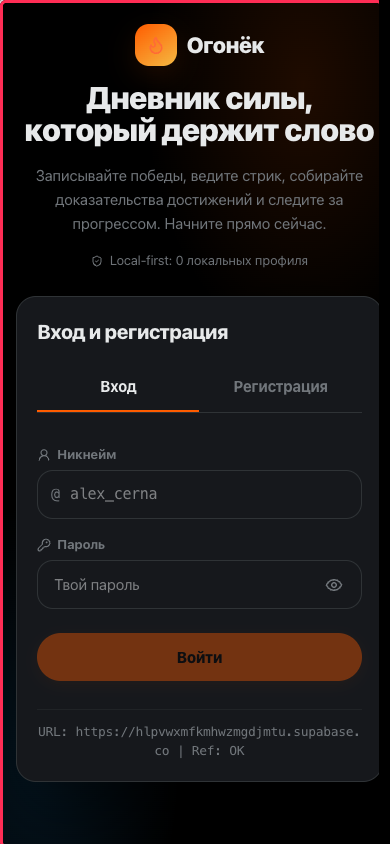 Огонёк
Дневник силы,
который держит слово
Записывайте победы, ведите стрик, собирайте
доказательства достижений и следите за
прогрессом. Начните прямо сейчас.
Local-first: 0 локальных профиля
Вход и регистрация
Вход
Регистрация
Никнейм
@ alex_cerna
Пароль
Твой пароль
Войти
URL: https://hlpvwxmfkmhwzmgdjmtu.supabase.
co | Ref: OK